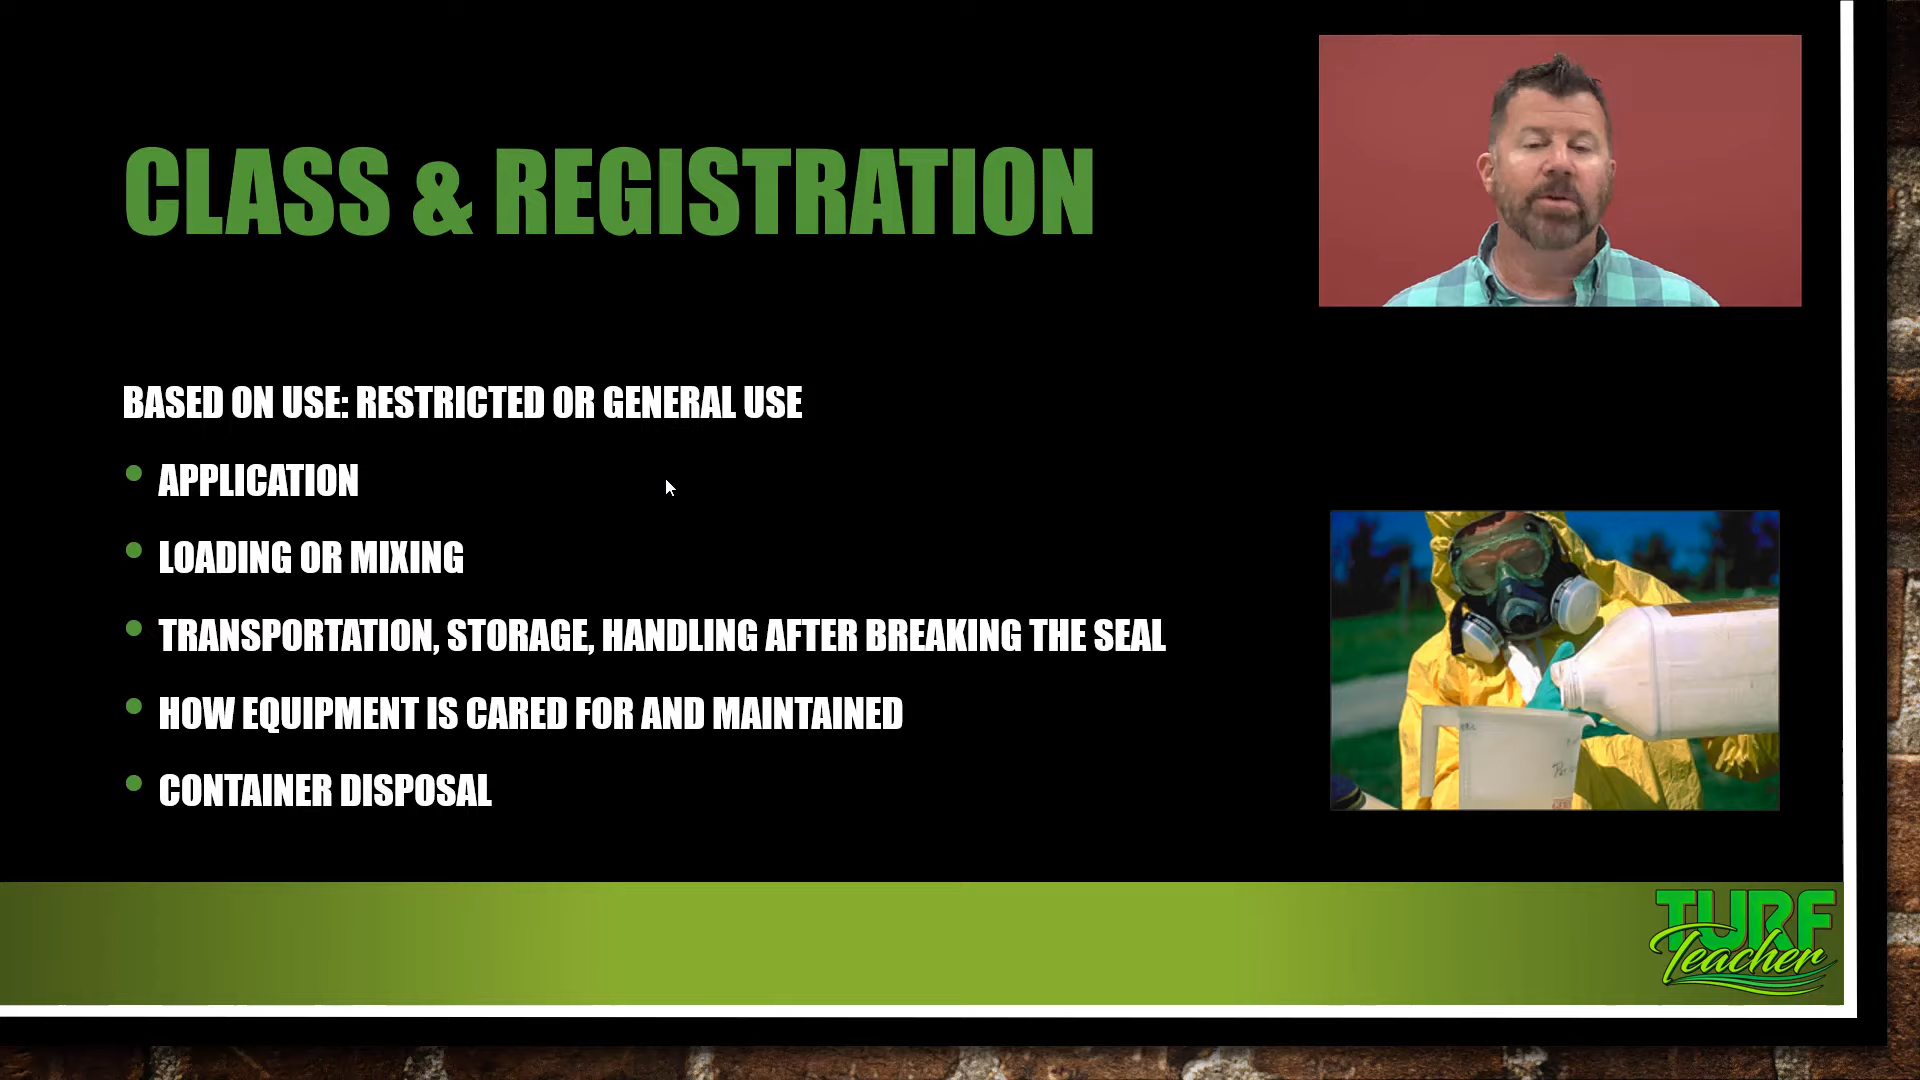 CLASS & REGISTRATION
BASED ON USE: RESTRICTED OR GENERAL USE
• APPLICATION
• LOADING OR MIXING
• TRANSPORTATION, STORAGE, HANDLING AFTER BREAKING THE SEAL
• HOW EQUIPMENT IS CARED FOR AND MAINTAINED
• CONTAINER DISPOSAL
TURF
Teacher